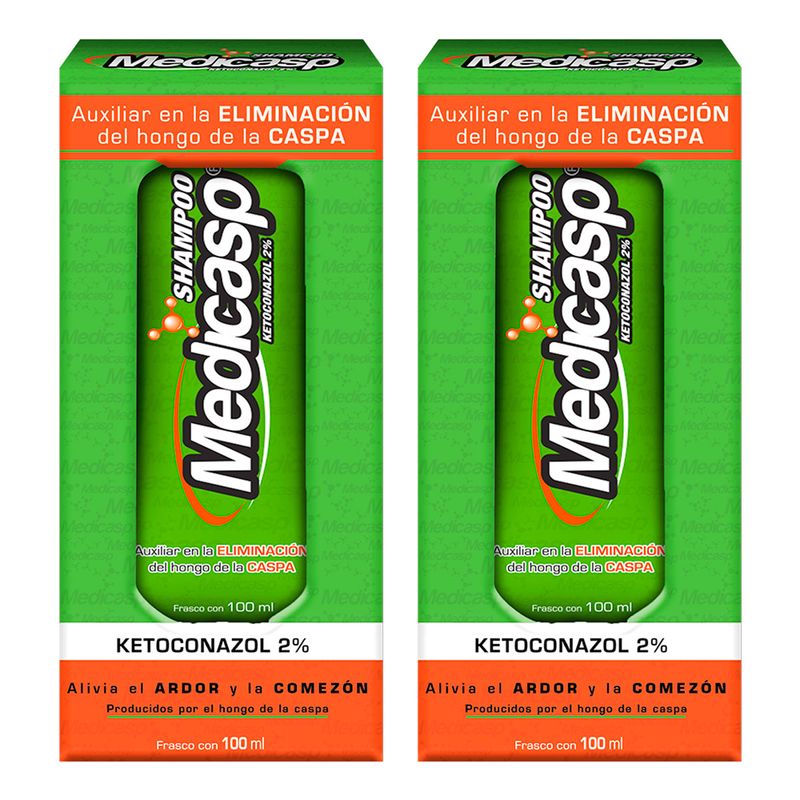 SHAMPOO
Medicasp
KETOCONAZOL 2%
Auxiliar en la ELIMINACIÓN
del hongo de la CASPA
SHAMPOO
Medicasp®
KETOCONAZOL 2%
Auxiliar en la ELIMINACIÓN
del hongo de la CASPA
Frasco con 100 ml
KETOCONAZOL 2%
Alivia el ARDOR y la COMEZÓN
Producidos por el hongo de la caspa
Frasco con 100 ml
SHAMPOO
Medicasp
KETOCONAZOL 2%
Auxiliar en la ELIMINACIÓN
del hongo de la CASPA
SHAMPOO
Medicasp®
KETOCONAZOL 2%
Auxiliar en la ELIMINACIÓN
del hongo de la CASPA
Frasco con 100 ml
KETOCONAZOL 2%
Alivia el ARDOR y la COMEZÓN
Producidos por el hongo de la caspa
Frasco con 100 ml